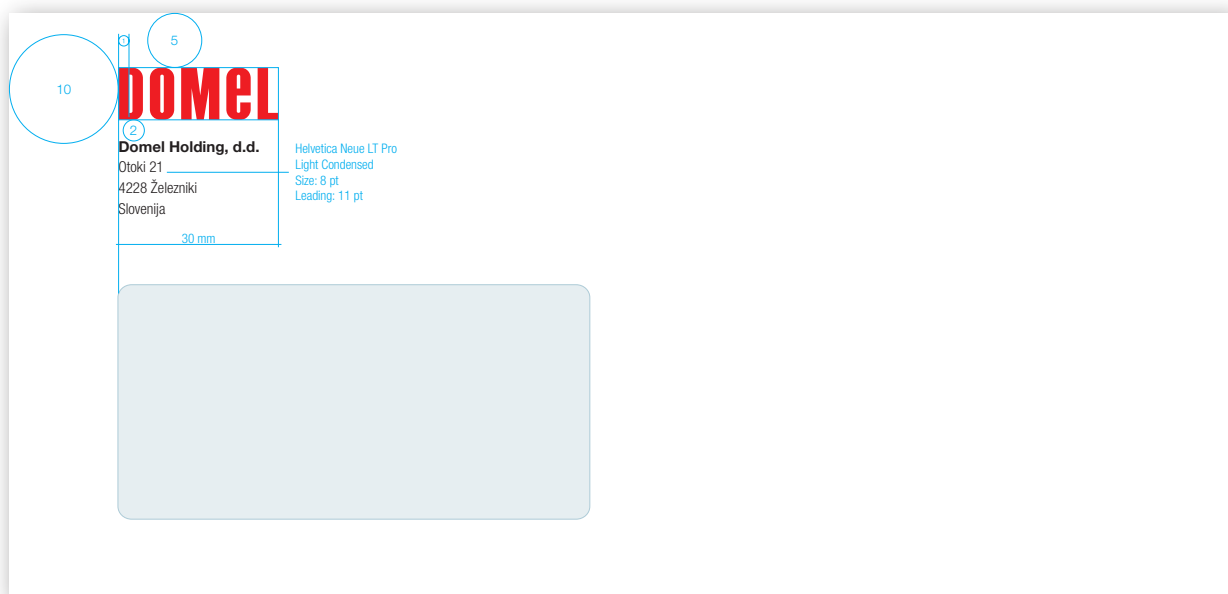 1
5
10
DOMeL
2
Domel Holding, d.d.
Otoki 21
4228 Železniki
Slovenija
Helvetica Neue LT Pro
Light Condensed
Size: 8 pt
Leading: 11 pt
30 mm